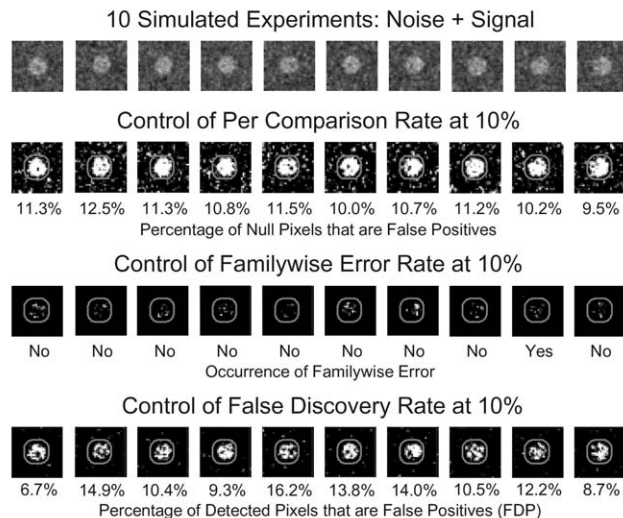 10 Simulated Experiments: Noise + Signal
Control of Per Comparison Rate at 10%
11.3% 12.5% 11.3% 10.8% 11.5% 10.0% 10.7% 11.2% 10.2% 9.5%
Percentage of Null Pixels that are False Positives
Control of Familywise Error Rate at 10%
No No No No No No No No Yes No
Occurrence of Familywise Error
Control of False Discovery Rate at 10%
6.7% 14.9% 10.4% 9.3% 16.2% 13.8% 14.0% 10.5% 12.2% 8.7%
Percentage of Detected Pixels that are False Positives (FDP)